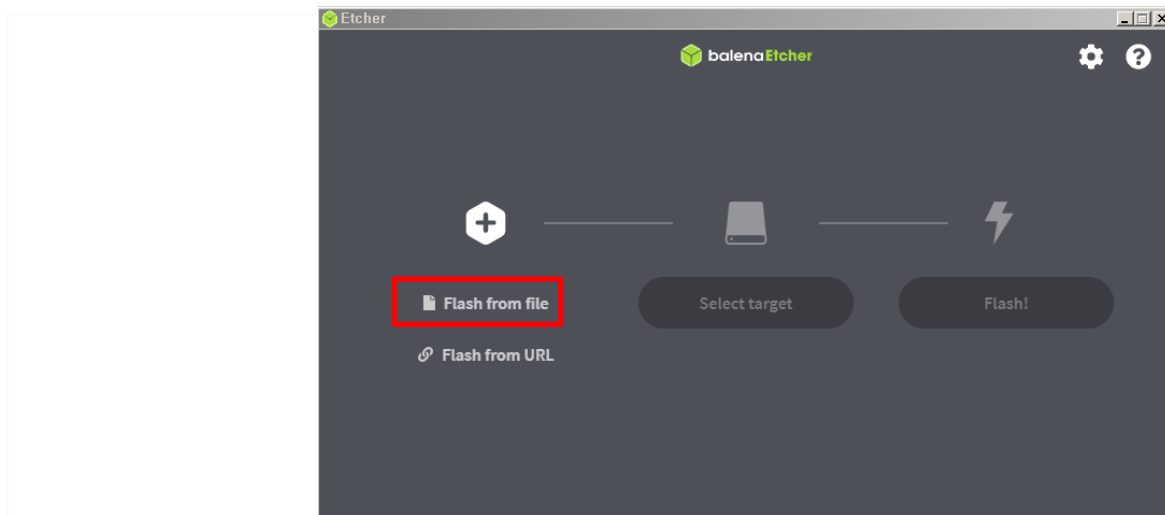 Etcher
balenaEtcher
Flash from file
Select target
Flash!
Flash from URL